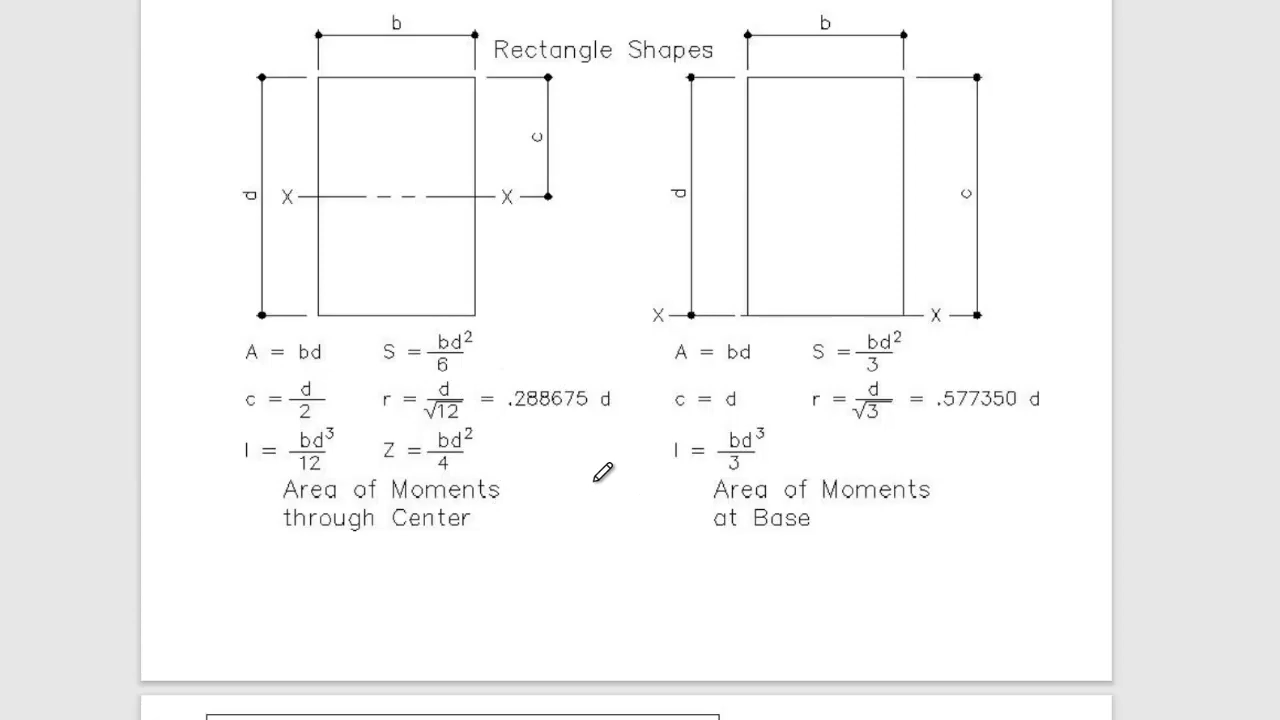 b
Rectangle Shapes
b
d
X
X
c
d
c
X
X
A = bd
S = bd²/6
c = d/2
r = d/√12 = .288675 d
I = bd³/12
Z = bd²/4
Area of Moments
through Center
A = bd
S = bd²/3
c = d
r = d/√3 = .577350 d
I = bd³/3
Area of Moments
at Base